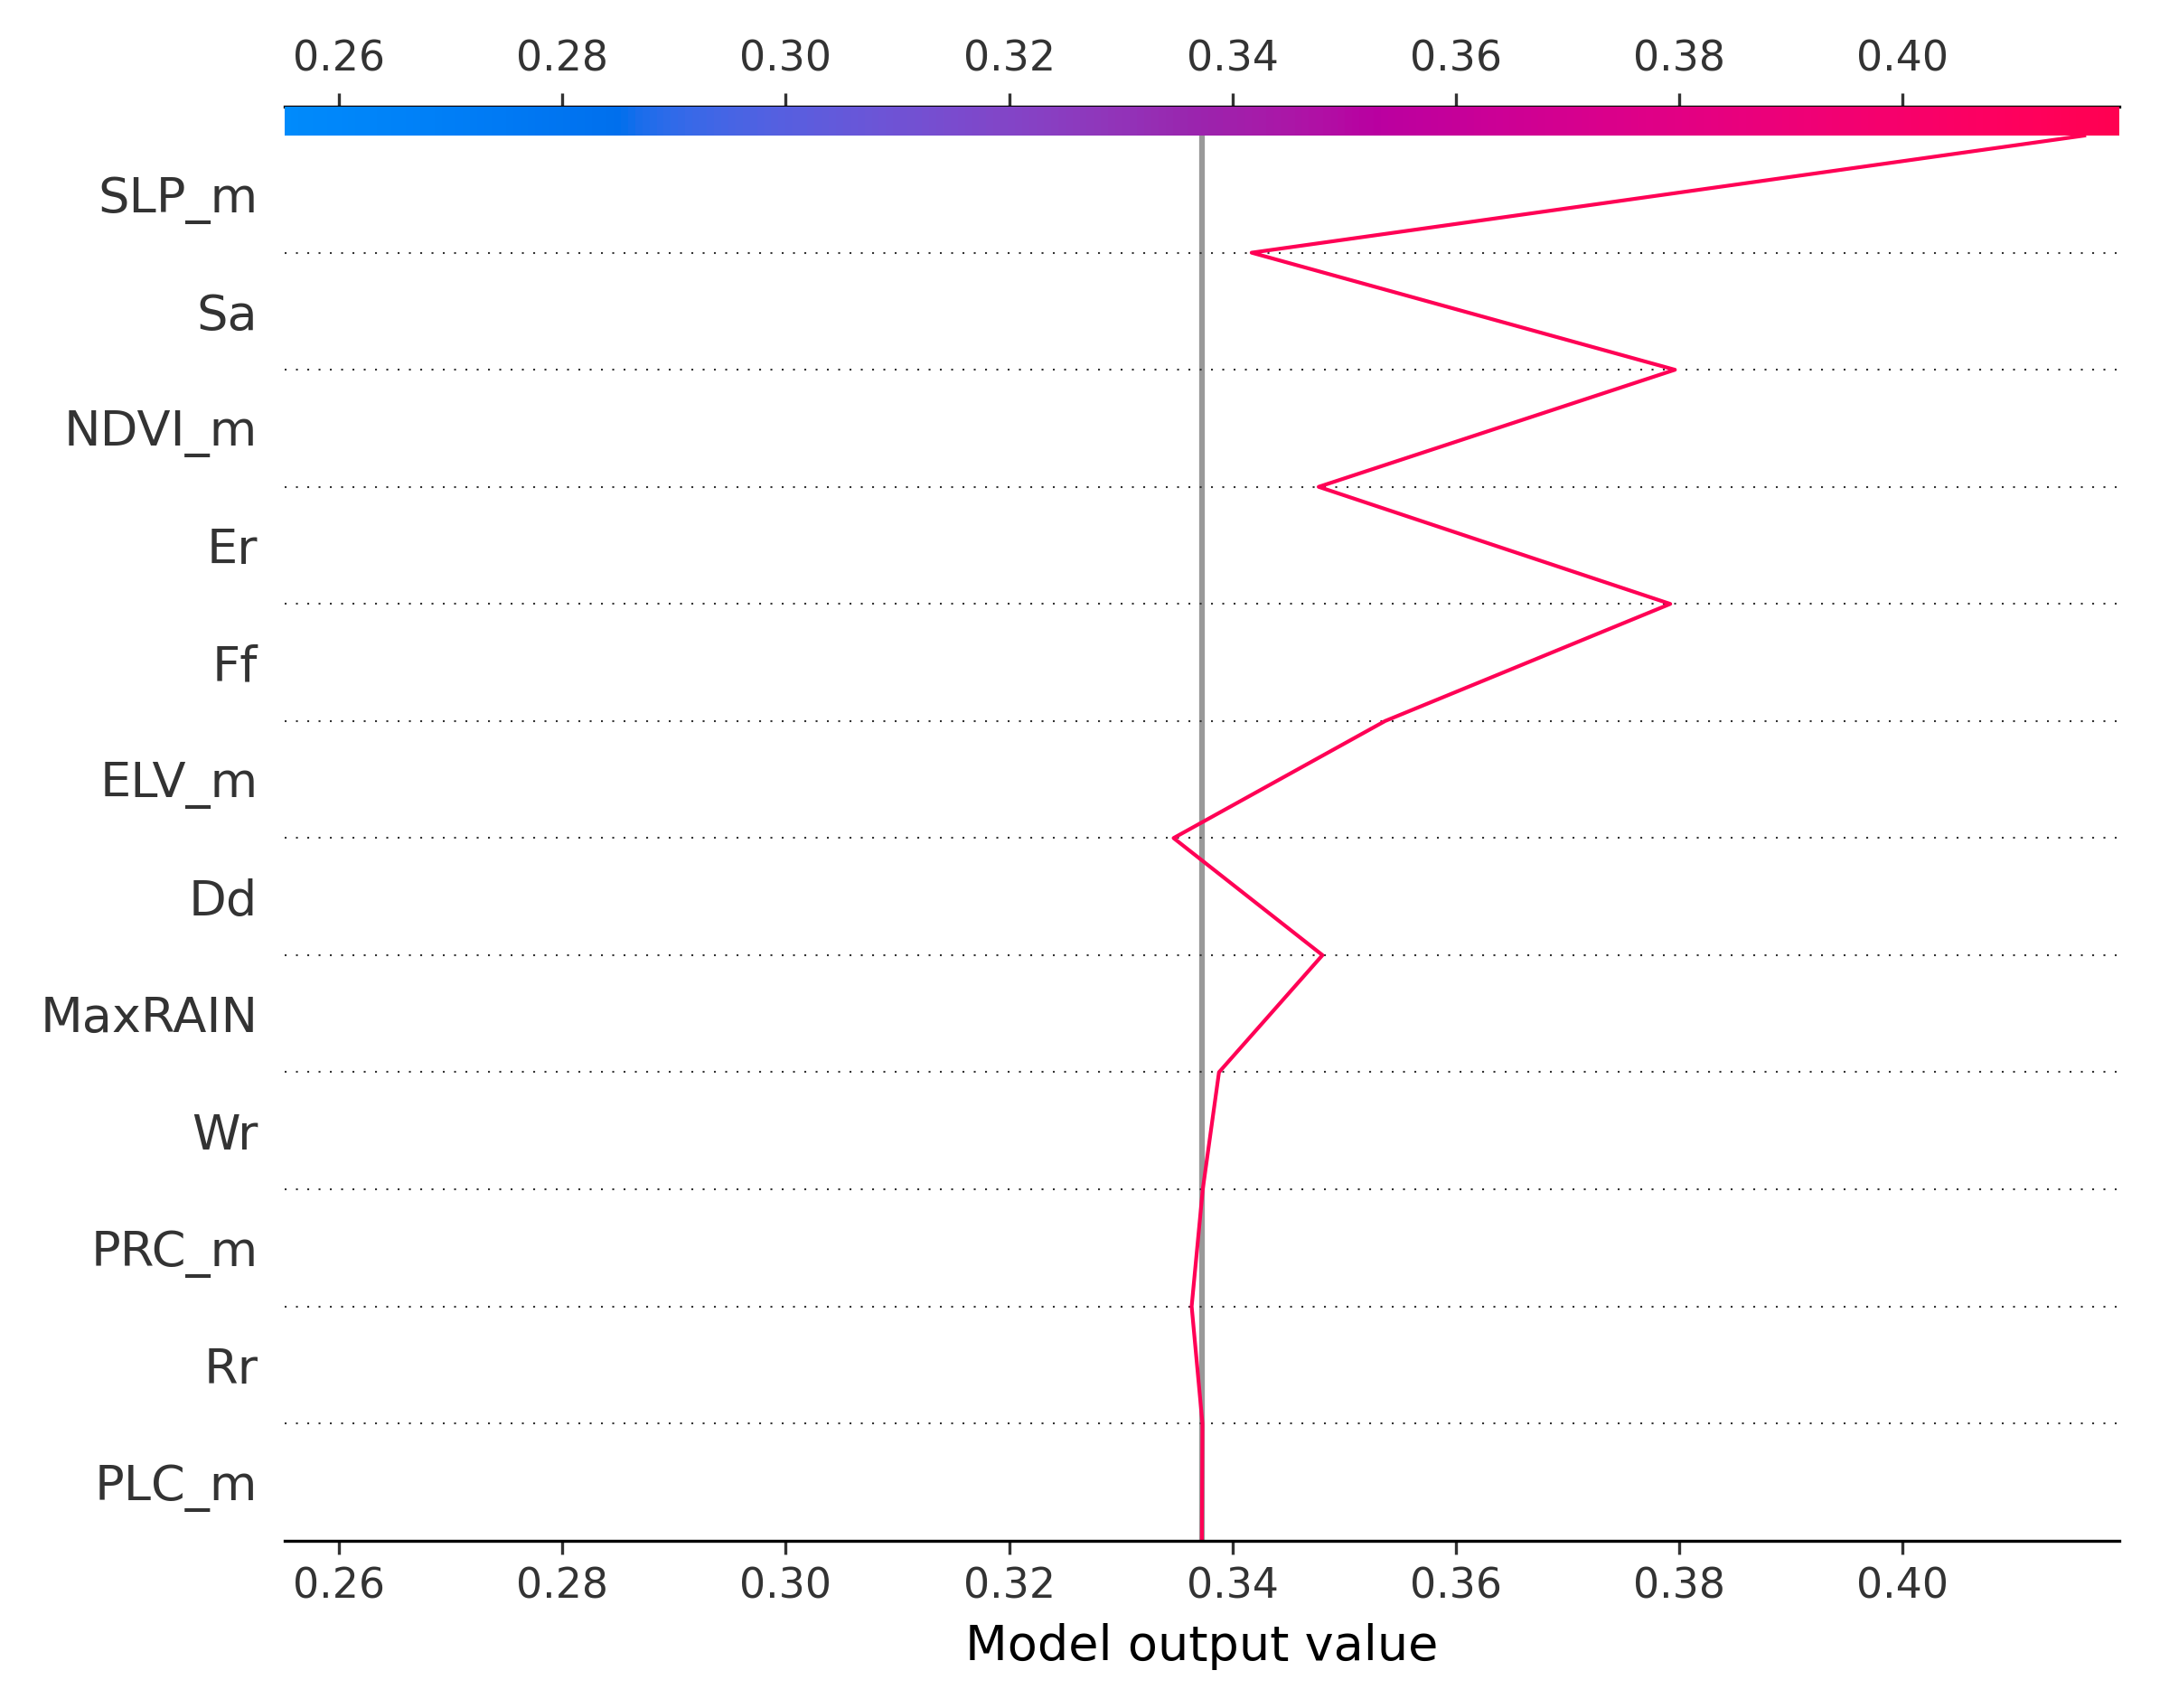 0.26 0.28 0.30 0.32 0.34 0.36 0.38 0.40
SLP_m
Sa
NDVI_m
Er
Ff
ELV_m
Dd
MaxRAIN
Wr
PRC_m
Rr
PLC_m
0.26 0.28 0.30 0.32 0.34 0.36 0.38 0.40
Model output value